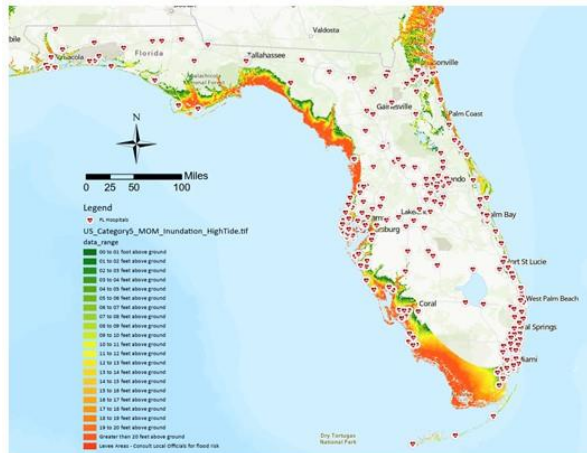 Valdosta
Florida
Tallahassee
National Forest
Gainesville
Palm Coast
N
Miles
0 20 40 60 80 100
Legend
FL Hospitals
US_Category5_MOM_Inundation_HighTide.tif
data_range
00 to 01 feet above ground
01 to 02 feet above ground
02 to 03 feet above ground
03 to 04 feet above ground
04 to 05 feet above ground
05 to 06 feet above ground
06 to 07 feet above ground
07 to 08 feet above ground
08 to 09 feet above ground
09 to 10 feet above ground
10 to 11 feet above ground
11 to 12 feet above ground
12 to 13 feet above ground
13 to 14 feet above ground
14 to 15 feet above ground
15 to 16 feet above ground
16 to 17 feet above ground
17 to 18 feet above ground
18 to 19 feet above ground
19 to 20 feet above ground
Greater than 20 feet above ground
Levee Areas - Consult Local Officials for flood risk
Palm Bay
Port St Lucie
West Palm Beach
Coral
al Springs
Miami
Dry Tortugas
National Park